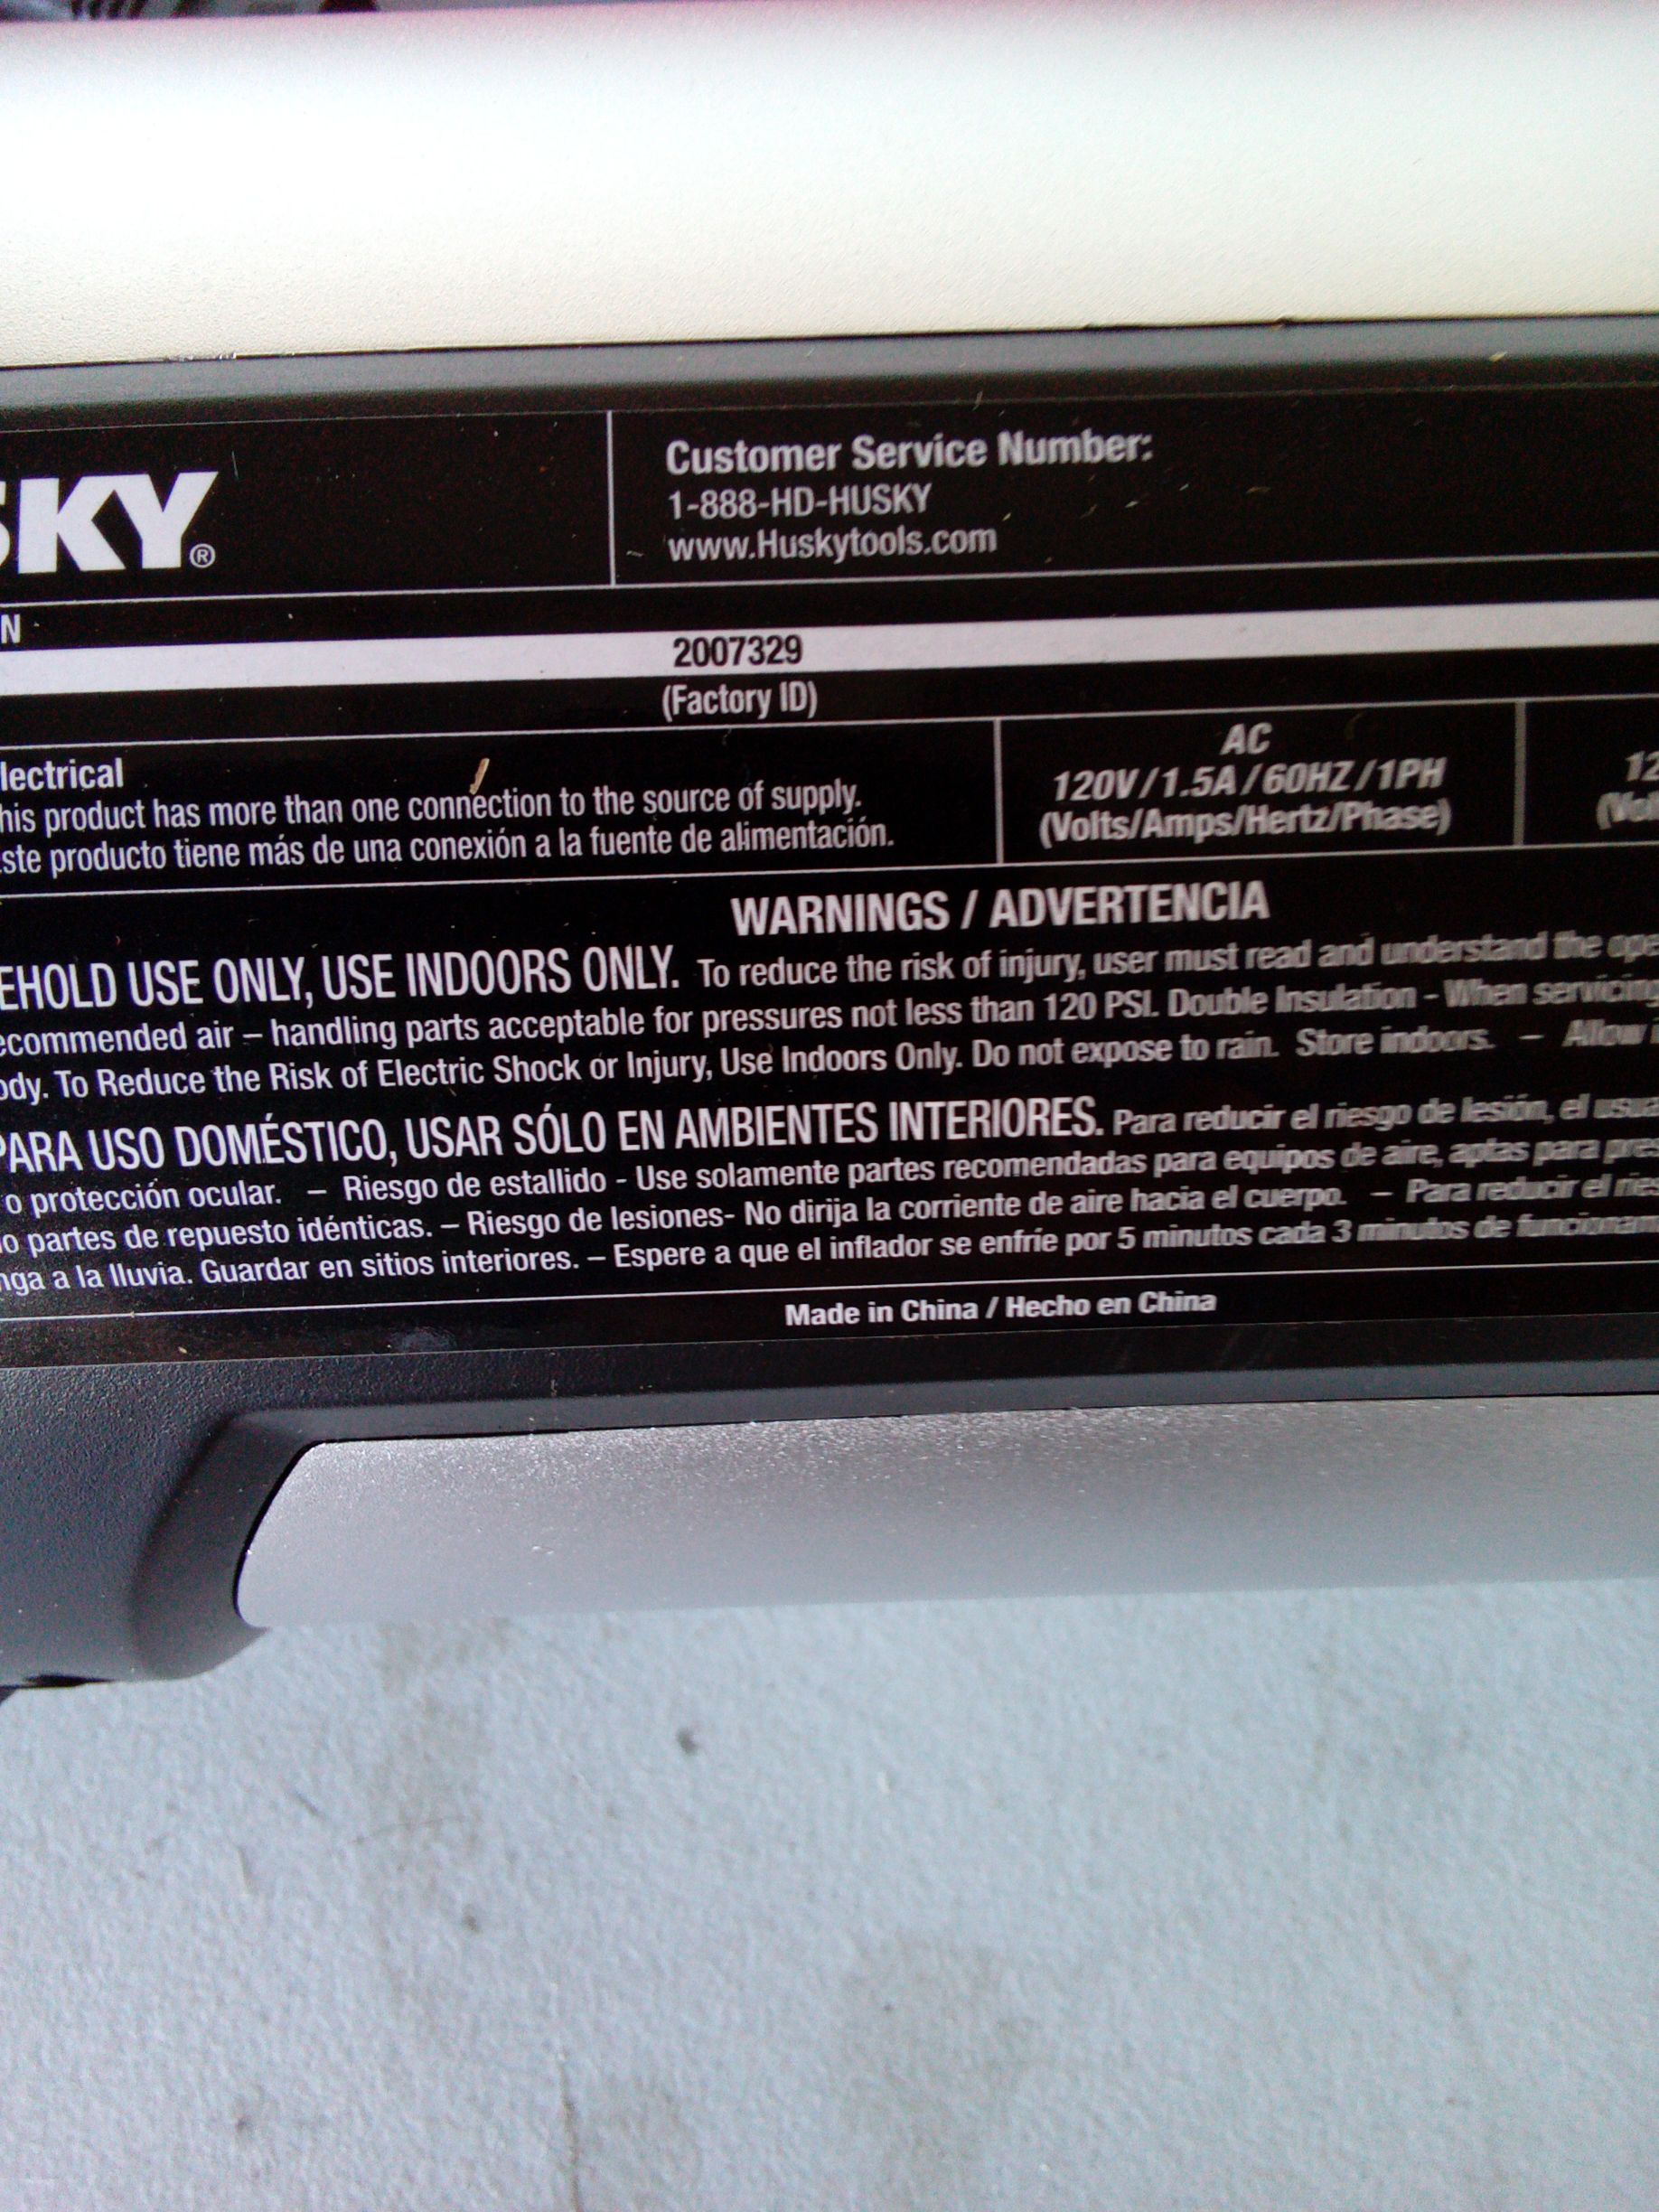 SKY®
Customer Service Number:
1-888-HD-HUSKY
www.Huskytools.com
N
2007329
(Factory ID)
lectrical
his product has more than one connection to the source of supply.
ste producto tiene más de una conexión a la fuente de alimentación.
AC
120V/1.5A/60HZ/1PH
(Volts/Amps/Hertz/Phase)
12
(Vol
WARNINGS / ADVERTENCIA
EHOLD USE ONLY, USE INDOORS ONLY. To reduce the risk of injury, user must read and understand the ope
ecommended air – handling parts acceptable for pressures not less than 120 PSI. Double Insulation - When servicing
ody. To Reduce the Risk of Electric Shock or Injury, Use Indoors Only. Do not expose to rain. Store indoors. – Allow i
PARA USO DOMÉSTICO, USAR SÓLO EN AMBIENTES INTERIORES. Para reducir el riesgo de lesión, el usua
o protección ocular. – Riesgo de estallido - Use solamente partes recomendadas para equipos de aire, aptas para pres
o partes de repuesto idénticas. – Riesgo de lesiones- No dirija la corriente de aire hacia el cuerpo. – Para reducir el ries
nga a la lluvia. Guardar en sitios interiores. – Espere a que el inflador se enfríe por 5 minutos cada 3 minutos de funcionam
Made in China / Hecho en China